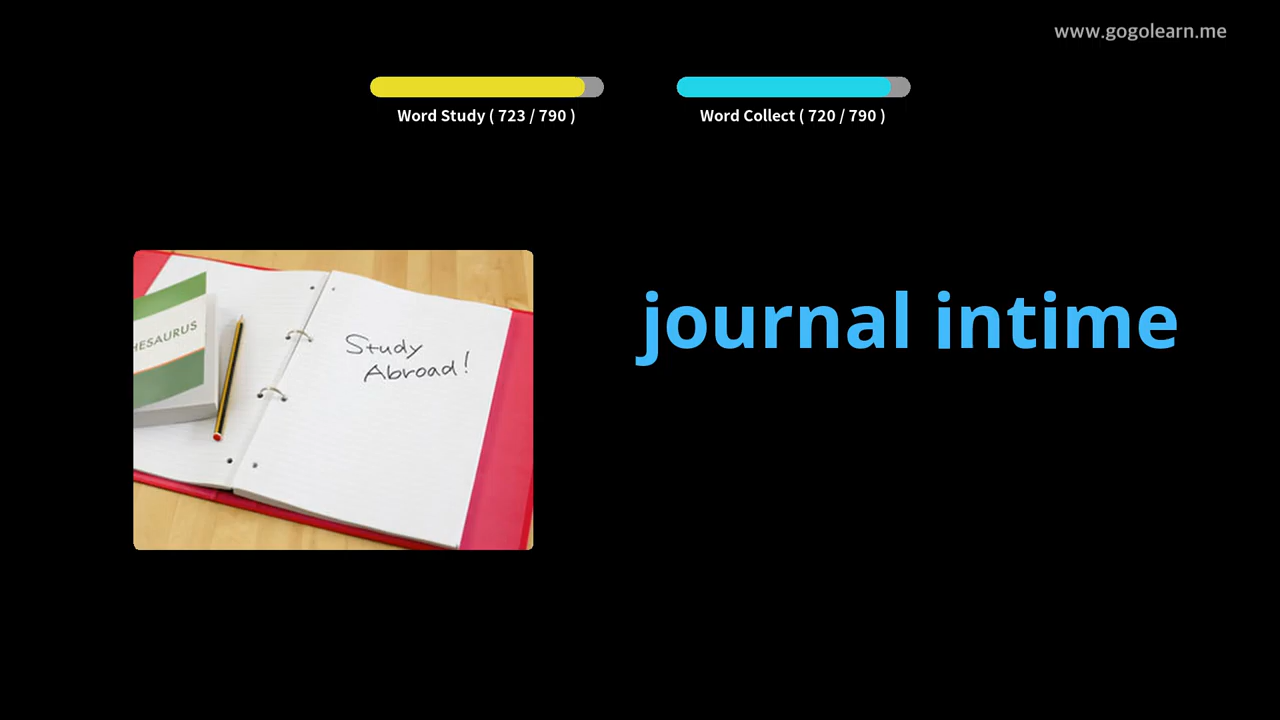 www.gogolearn.me
Word Study ( 723 / 790 )
Word Collect ( 720 / 790 )
HESAURUS
Study
Abroad!
journal intime